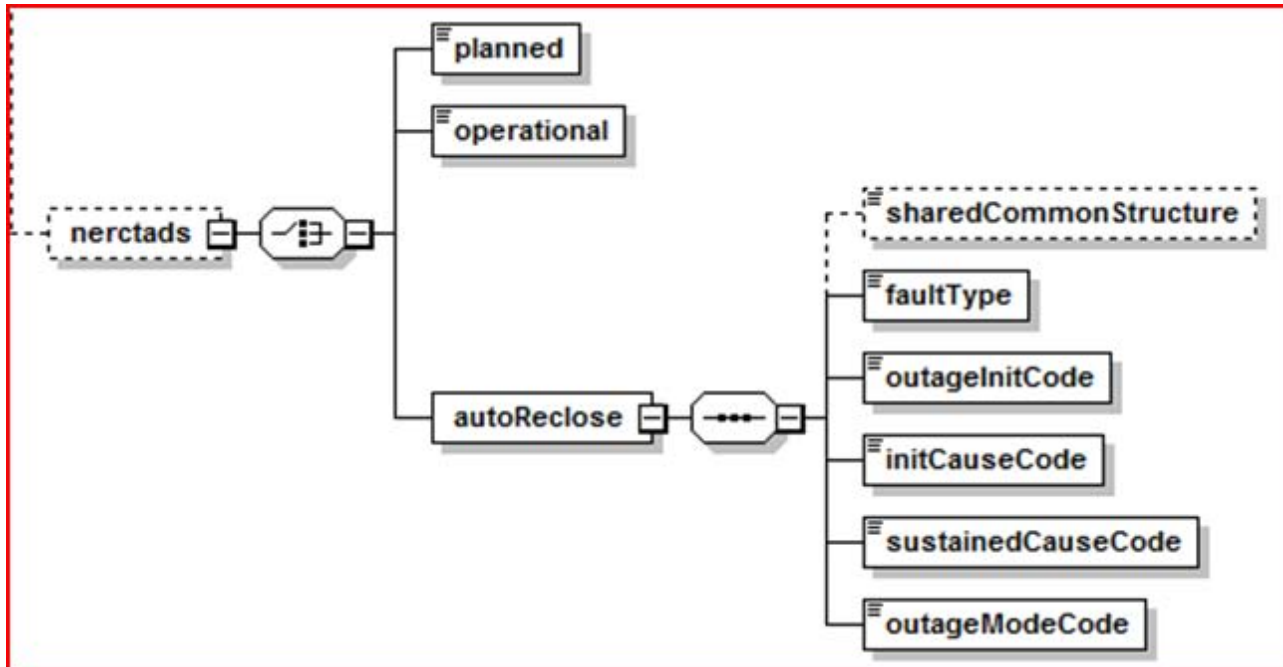 planned
operational
nerctads
sharedCommonStructure
faultType
outageInitCode
autoReclose
initCauseCode
sustainedCauseCode
outageModeCode